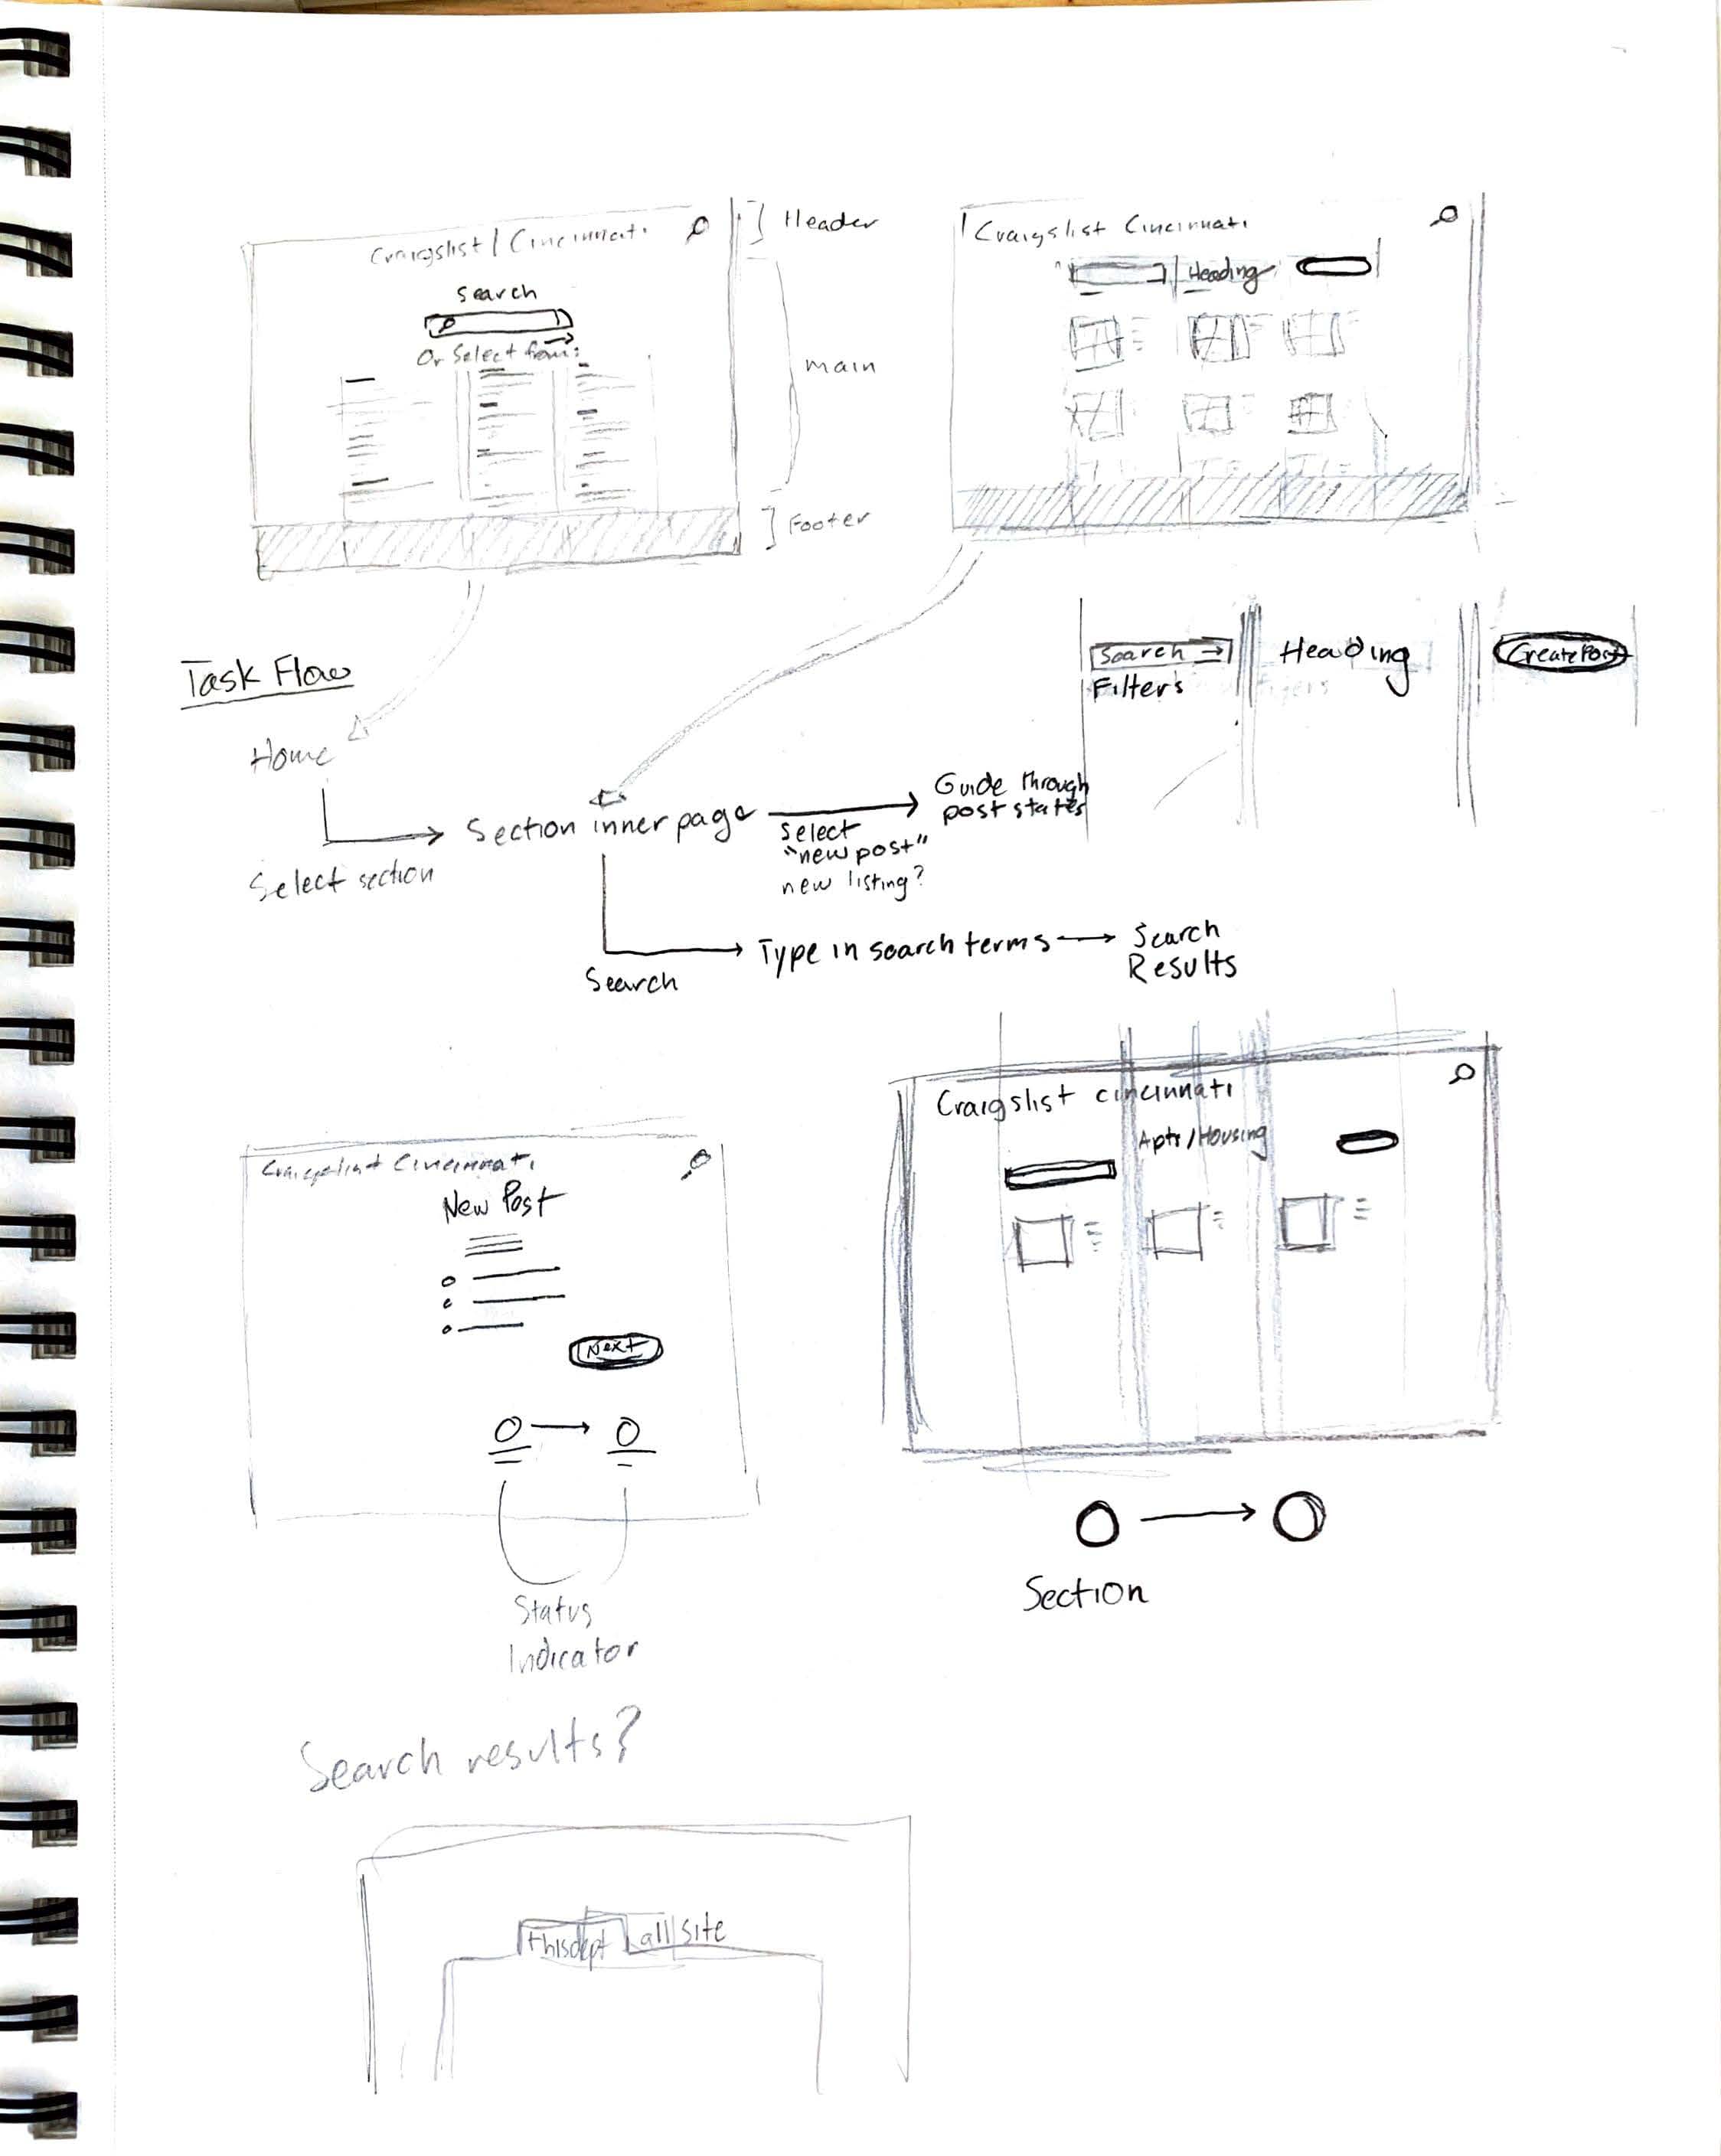 Craigslist | Cincinnati
Header
Search
Or Select from:
main
Footer
Craigslist Cincinnati
Heading
Search →
Filters
Heading
Create Post
Task Flow
Home
Select section
Section inner page
Select
"new post"
new listing?
Guide through
post states
Search
Type in search terms
Search
Results
Craigslist Cincinnati
New Post
Next
Status
Indicator
Craigslist cincinnati
Apts/Housing
Section
Search results?
this dept
all site